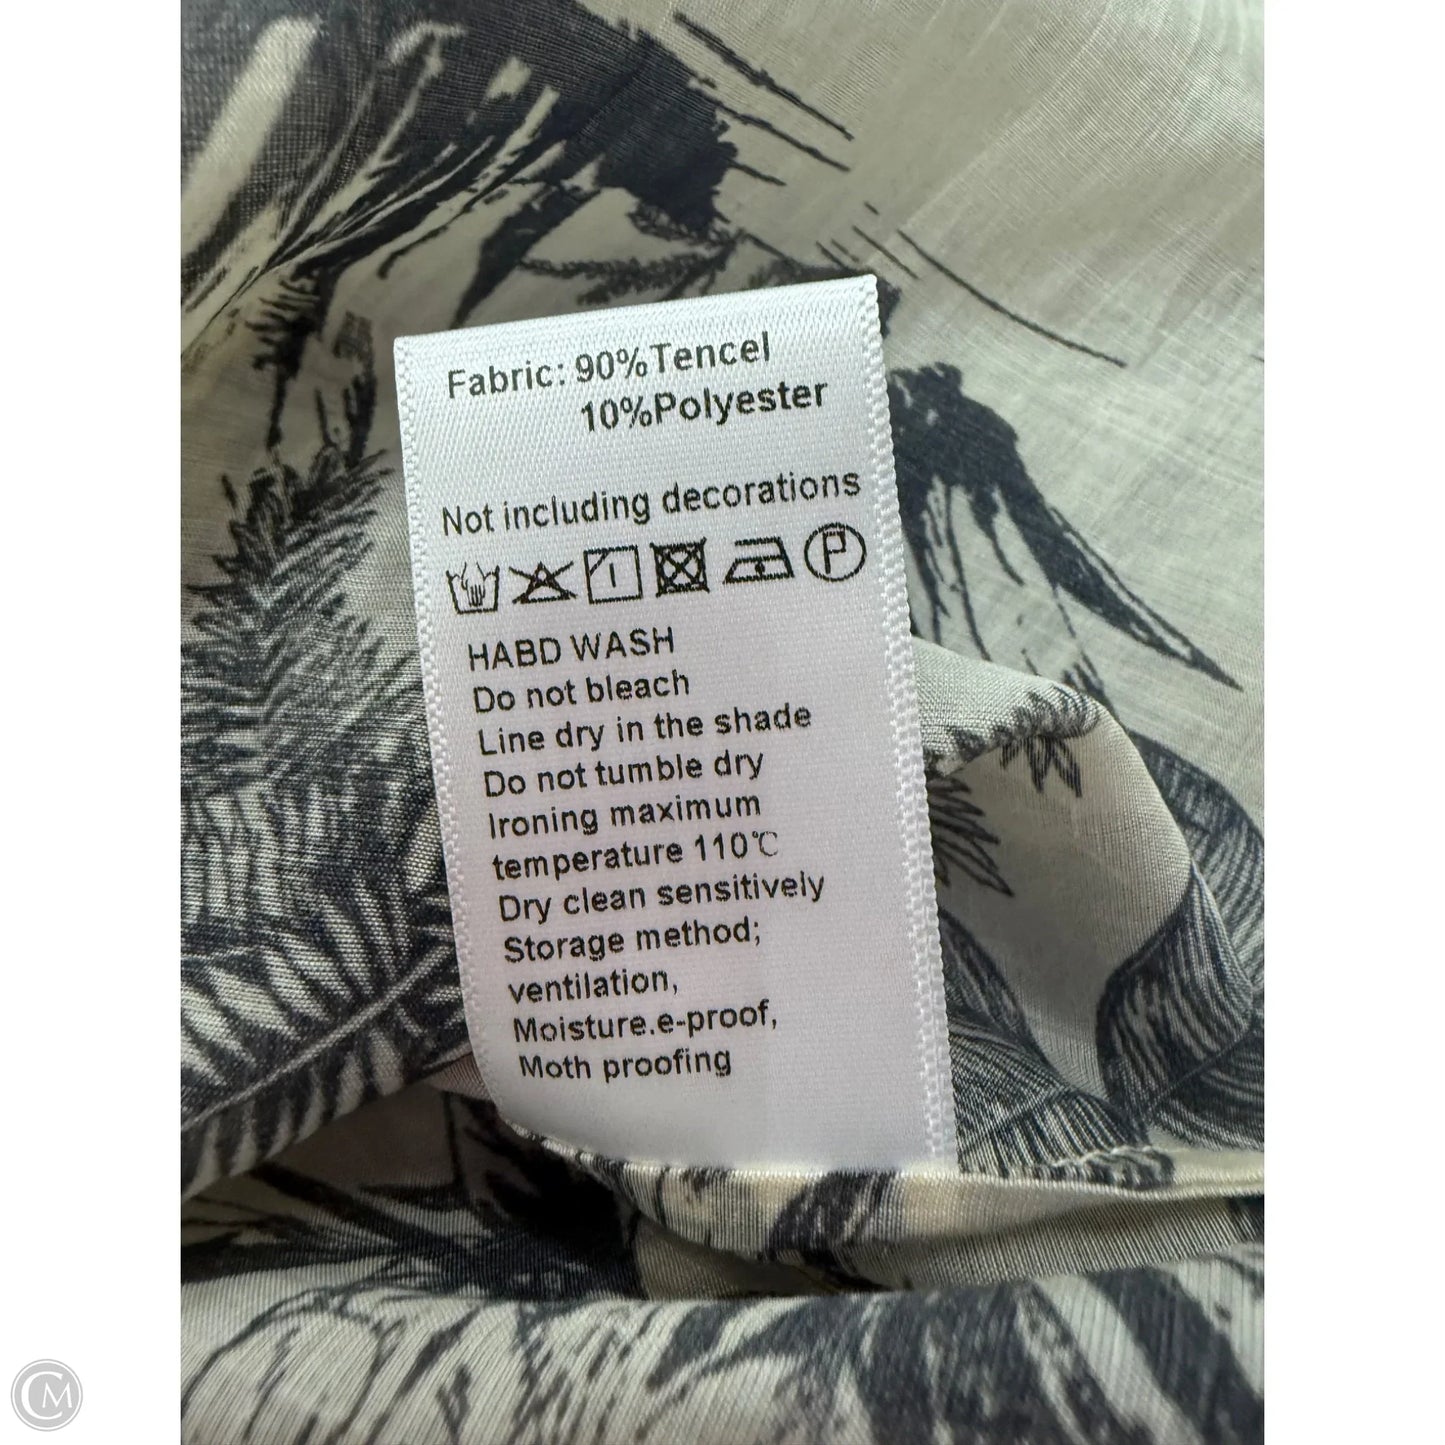 Fabric: 90%Tencel
10%Polyester
Not including decorations
P
HABD WASH
Do not bleach
Line dry in the shade
Do not tumble dry
Ironing maximum
temperature 110℃
Dry clean sensitively
Storage method;
ventilation,
Moisture.e-proof,
Moth proofing
CM